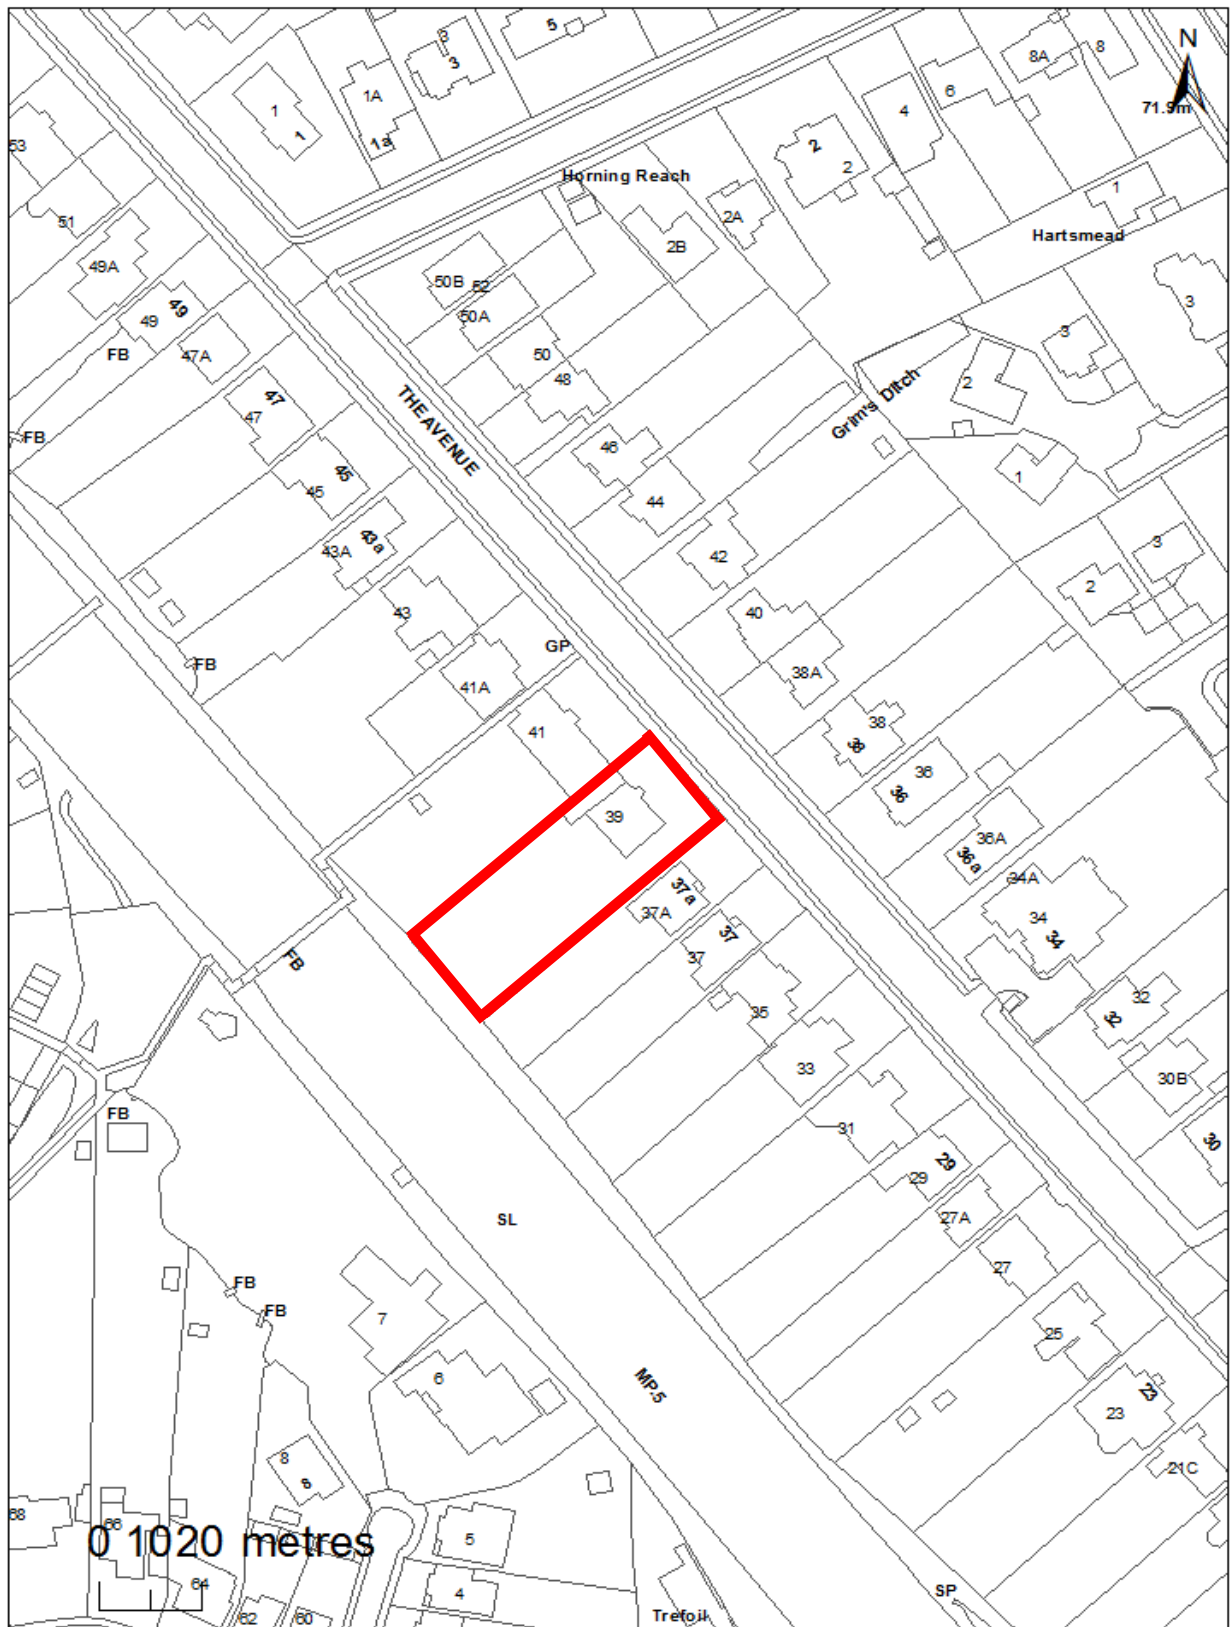 5
3
3
N
8A
8
1
1A
6
71.9m
4
1
1a
53
2
2
Horning Reach
1
51
2A
2B
Hartsmead
49A
50B
52
3
49
49
50A
3
FB
47A
50
48
2
47
47
THE AVENUE
Grim's Ditch
FB
46
45
45
44
1
43A
43a
42
3
2
43
40
GP
FB
41A
38A
41
38
38
36
36
39
36A
36a
34A
37a
37A
34
34
37
37
FB
35
32
32
33
30B
FB
31
30
29
29
27A
SL
27
FB
FB
7
25
6
MP.5
23
23
8
8
21C
68
66
0 10 20 metres
5
64
4
SP
62
60
Trefoil